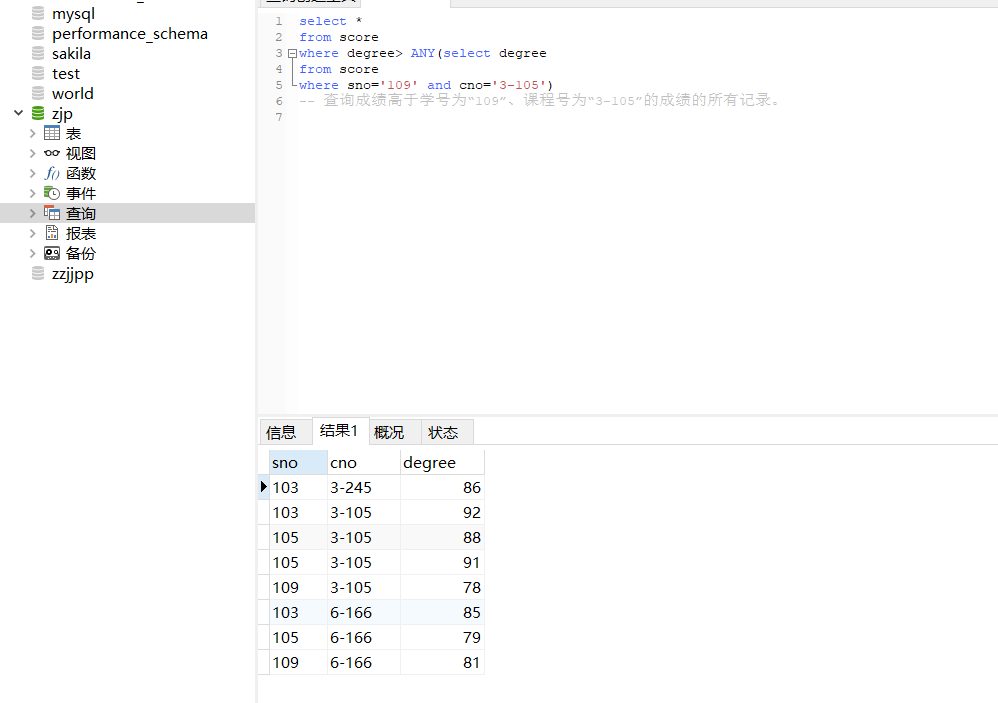 mysql
performance_schema
sakila
test
world
zjp
表
视图
函数
事件
查询
报表
备份
zzjjpp
1 select *
2 from score
3 where degree> ANY(select degree
4 from score
5 where sno='109' and cno='3-105')
6 -- 查询成绩高于学号为“109”、课程号为“3-105”的成绩的所有记录。
7
信息 结果1 概况 状态
sno cno degree
103 3-245 86
103 3-105 92
105 3-105 88
105 3-105 91
109 3-105 78
103 6-166 85
105 6-166 79
109 6-166 81